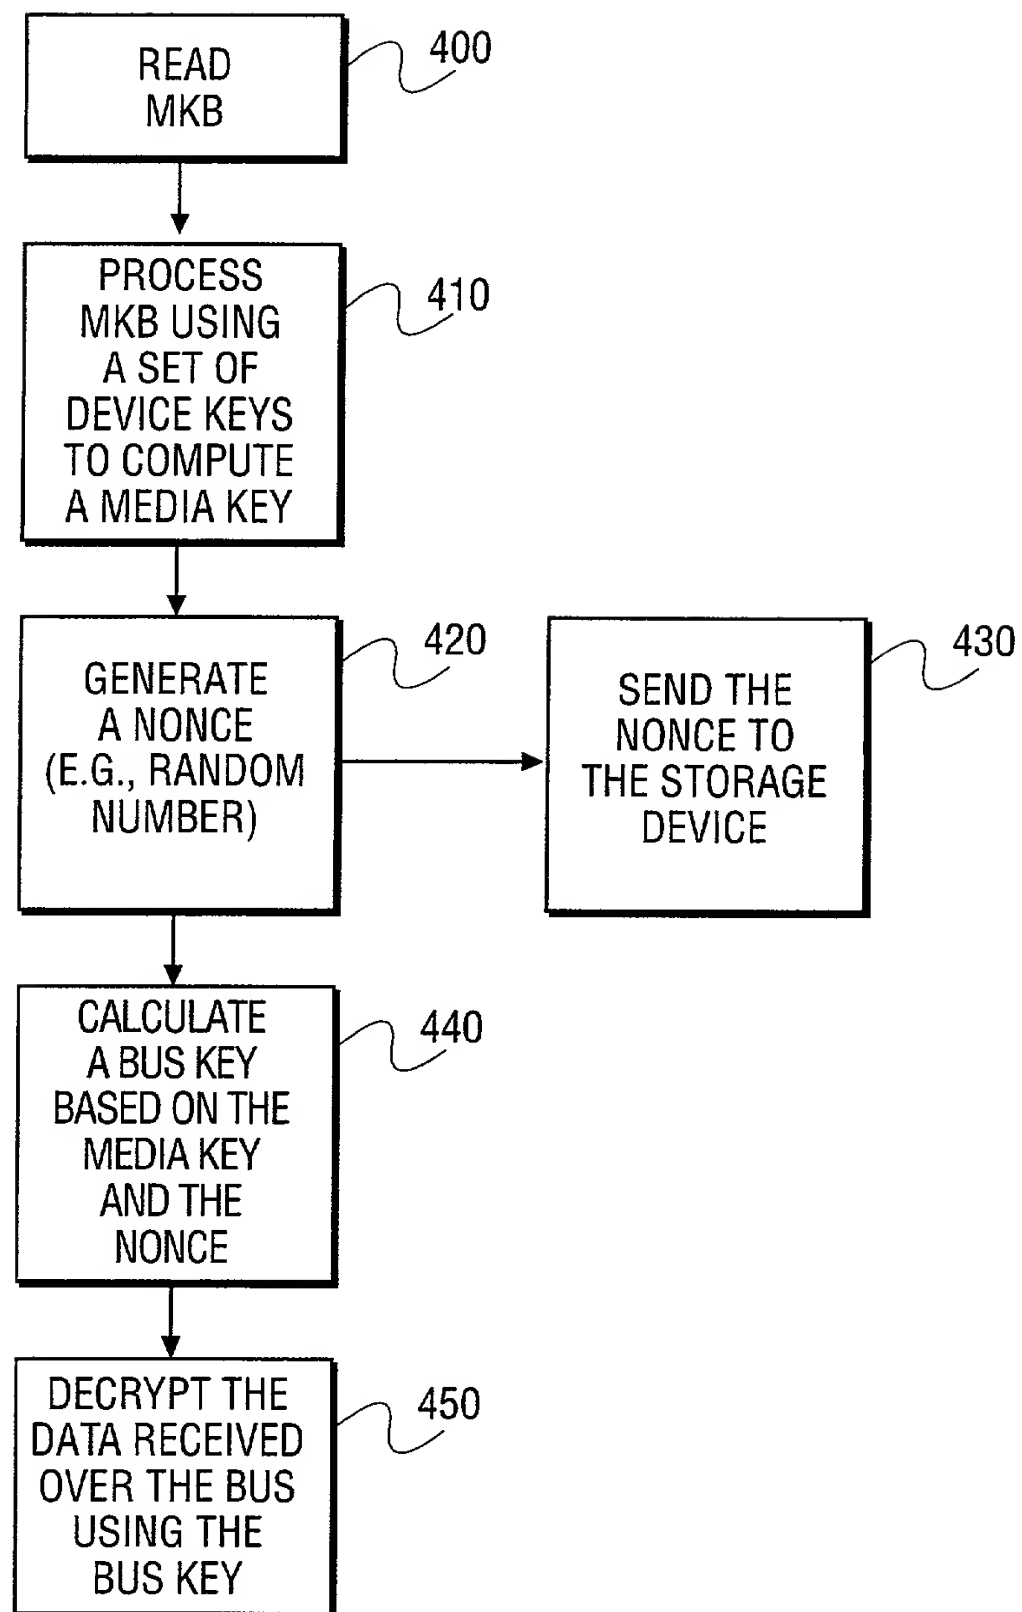 READ
MKB
400
PROCESS
MKB USING
A SET OF
DEVICE KEYS
TO COMPUTE
A MEDIA KEY
410
GENERATE
A NONCE
(E.G., RANDOM
NUMBER)
420
SEND THE
NONCE TO
THE STORAGE
DEVICE
430
CALCULATE
A BUS KEY
BASED ON THE
MEDIA KEY
AND THE
NONCE
440
DECRYPT THE
DATA RECEIVED
OVER THE BUS
USING THE
BUS KEY
450